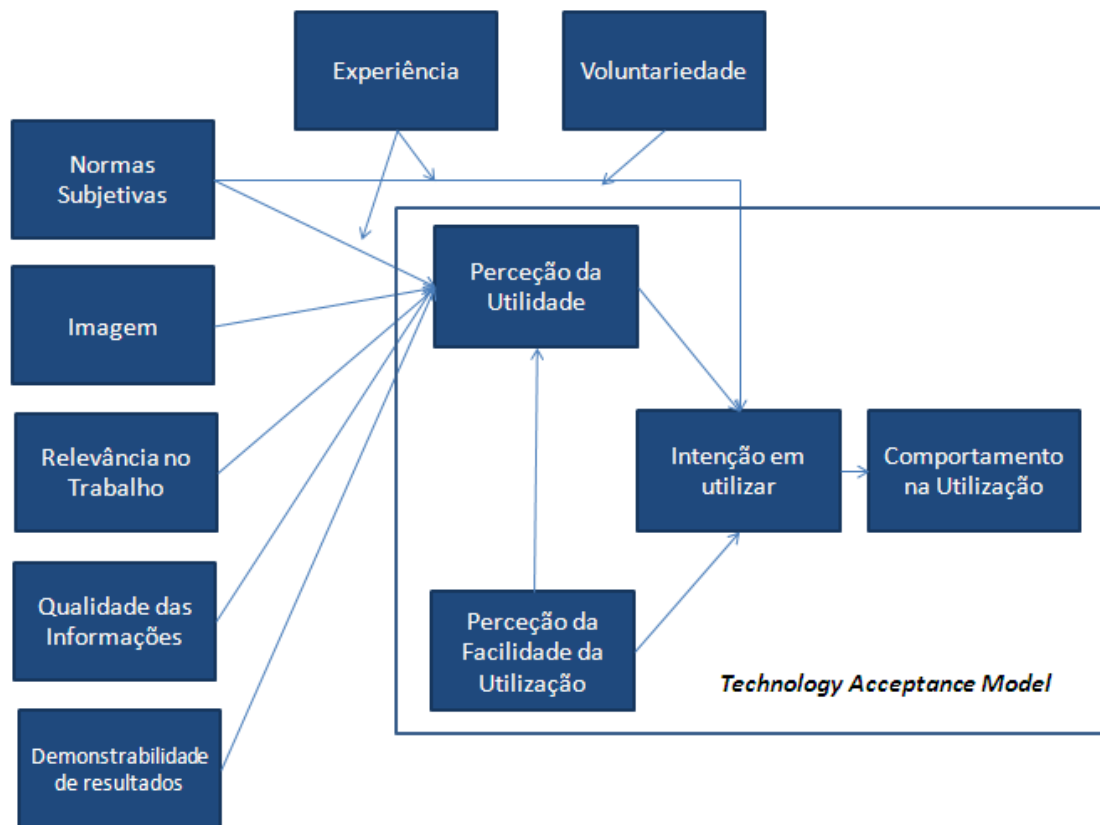 Experiência
Voluntariedade
Normas
Subjetivas
Imagem
Relevância no
Trabalho
Qualidade das
Informações
Demonstrabilidade
de resultados
Perceção da
Utilidade
Intenção em
utilizar
Comportamento
na Utilização
Perceção da
Facilidade da
Utilização
Technology Acceptance Model